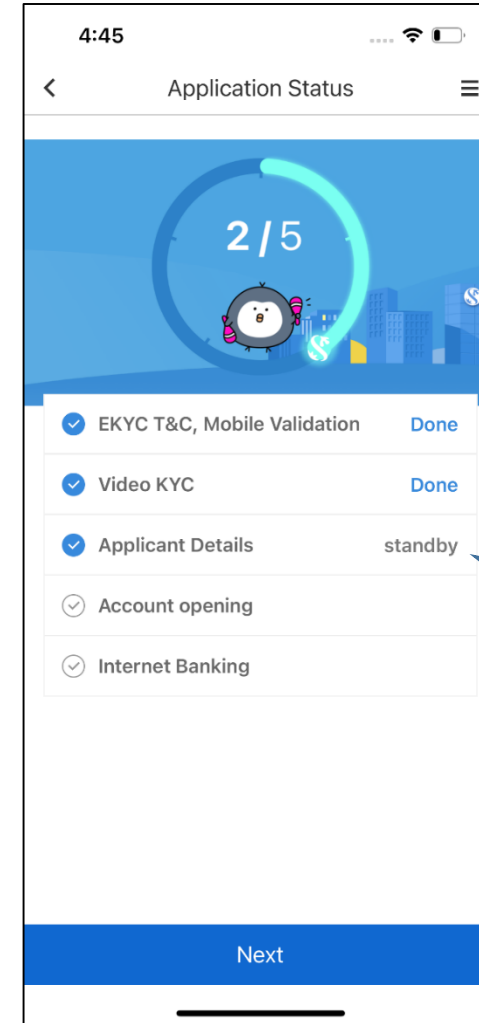 4:45
Application Status
2/5
EKYC T&C, Mobile Validation Done
Video KYC Done
Applicant Details standby
Account opening
Internet Banking
Next